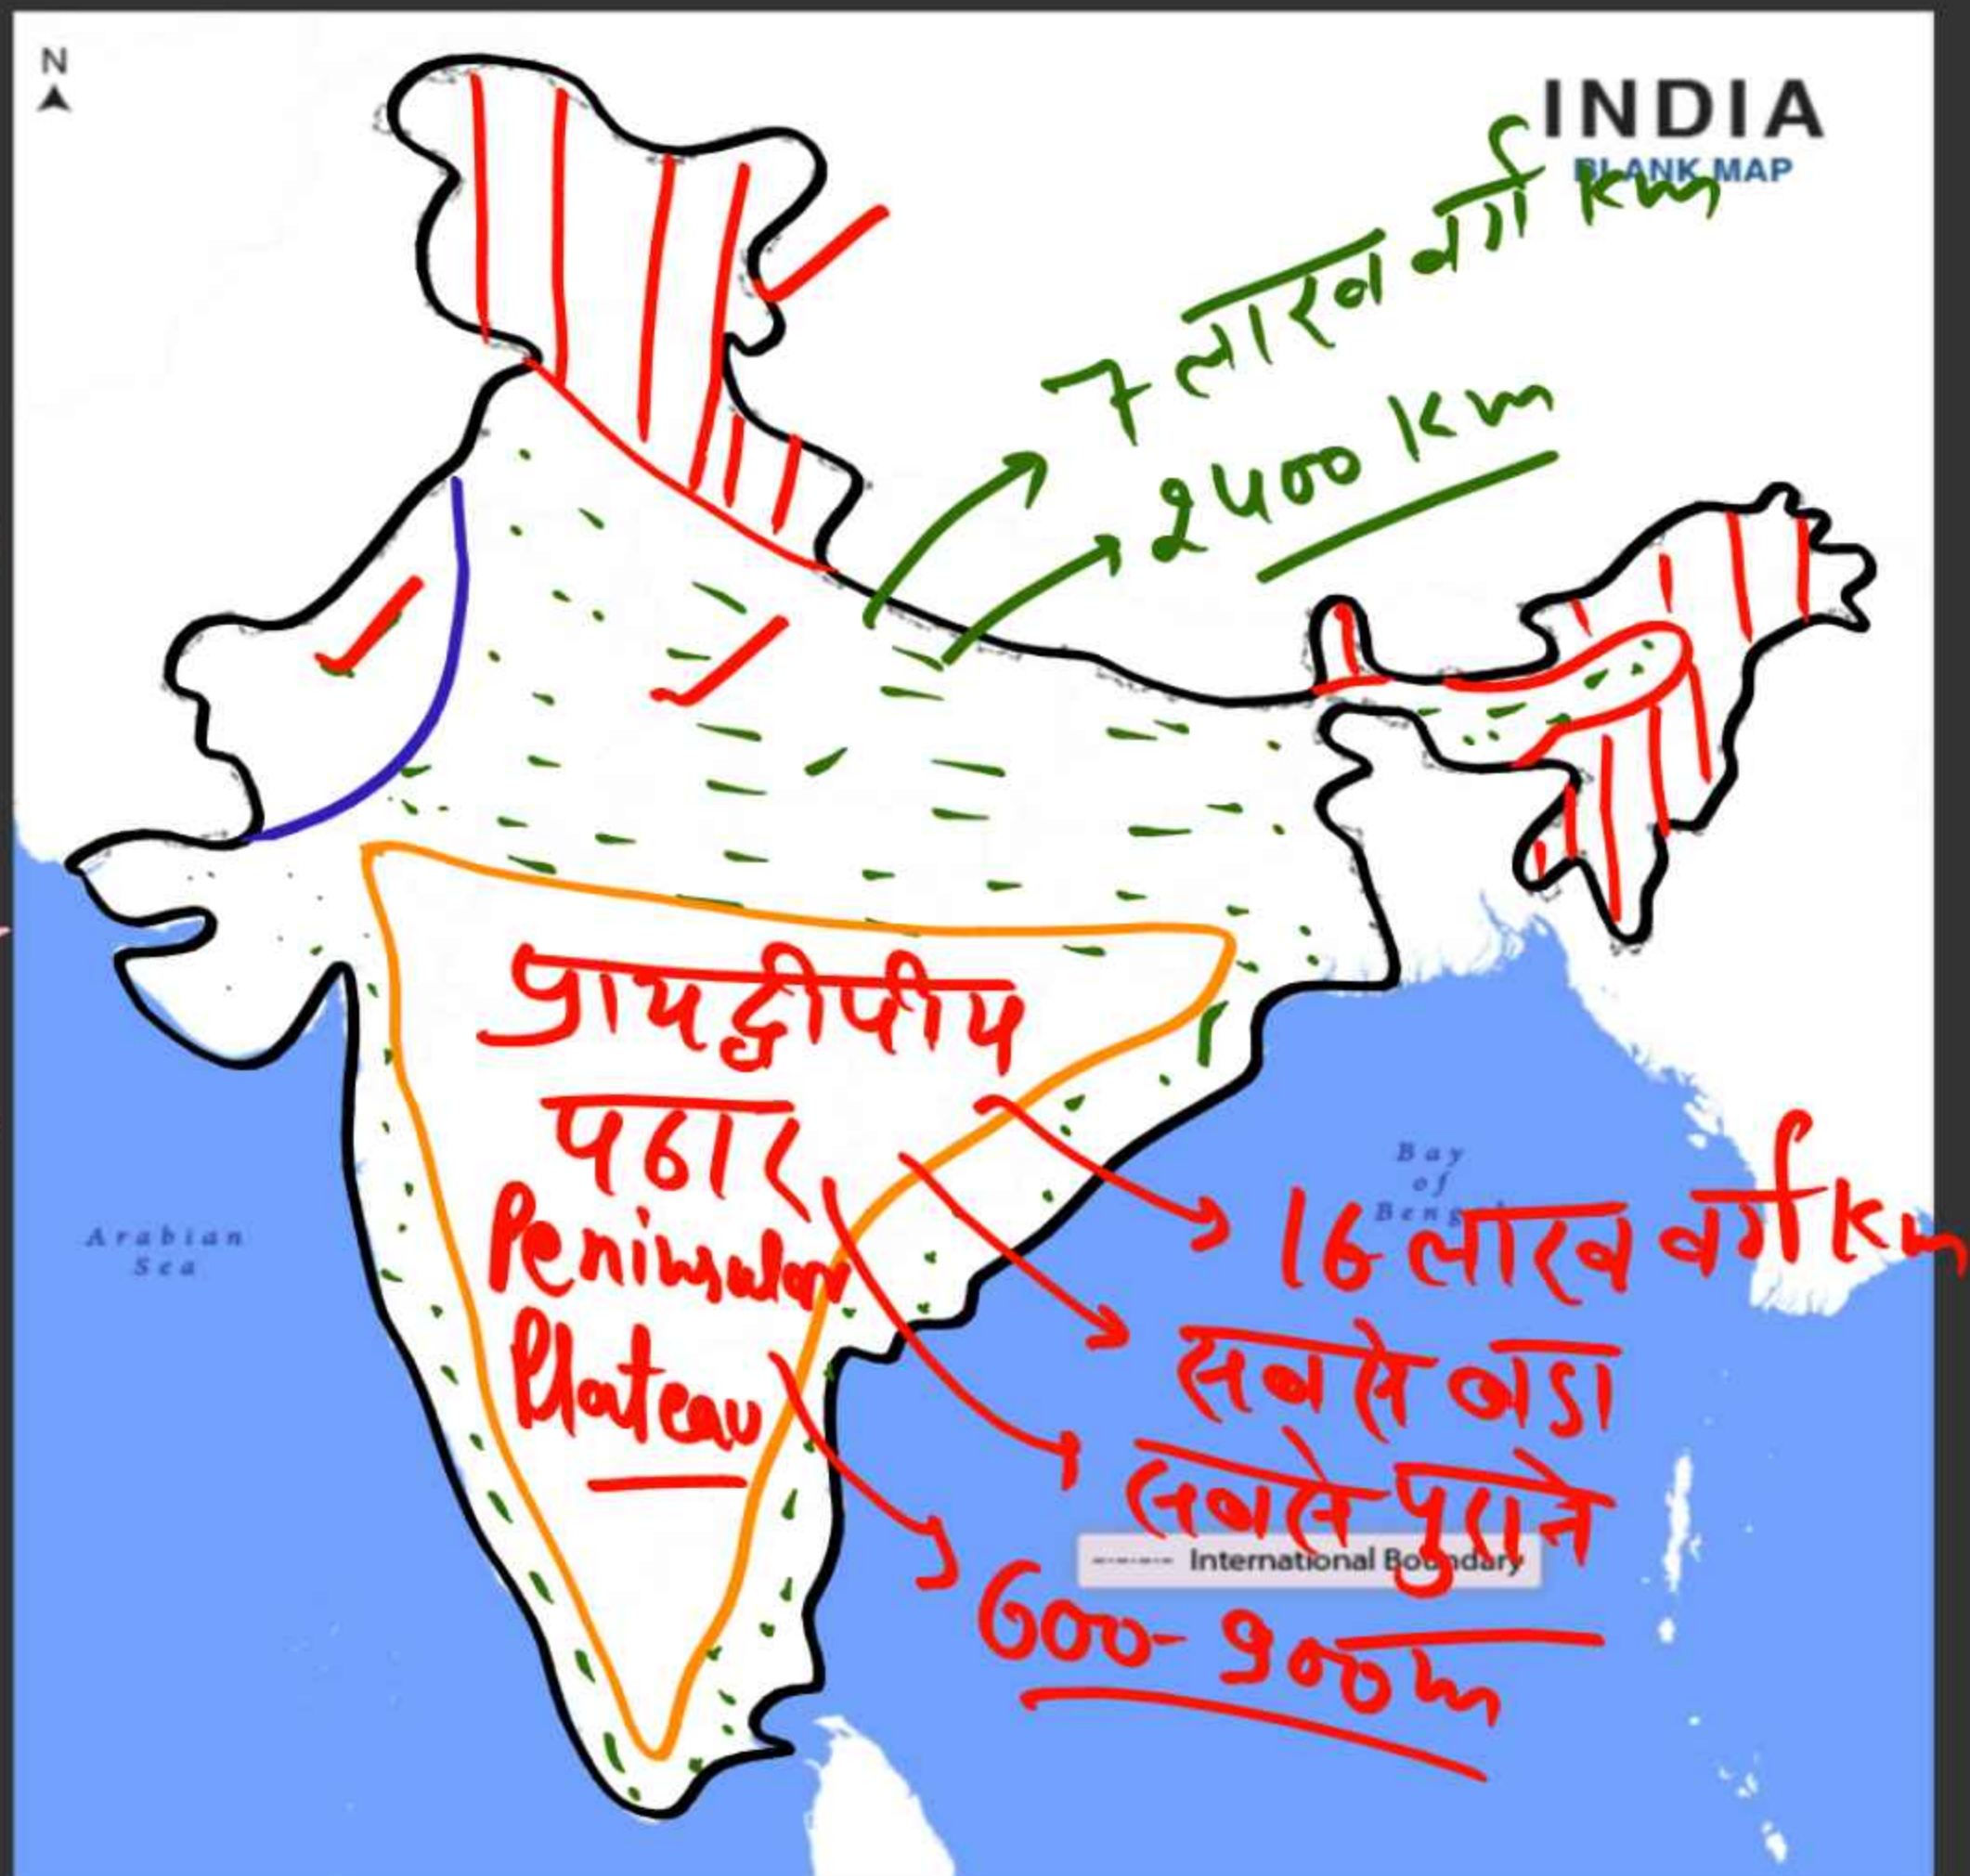 N
INDIA
BLANK MAP
7 लाख वर्ग km
2400 km
प्रायद्वीपीय
पठार
Peninsular
Plateau
Arabian
Sea
Bay
of
Bengal
16 लाख वर्ग km
सबसे बडा
सबसे पुराने
International Boundary
600-900m